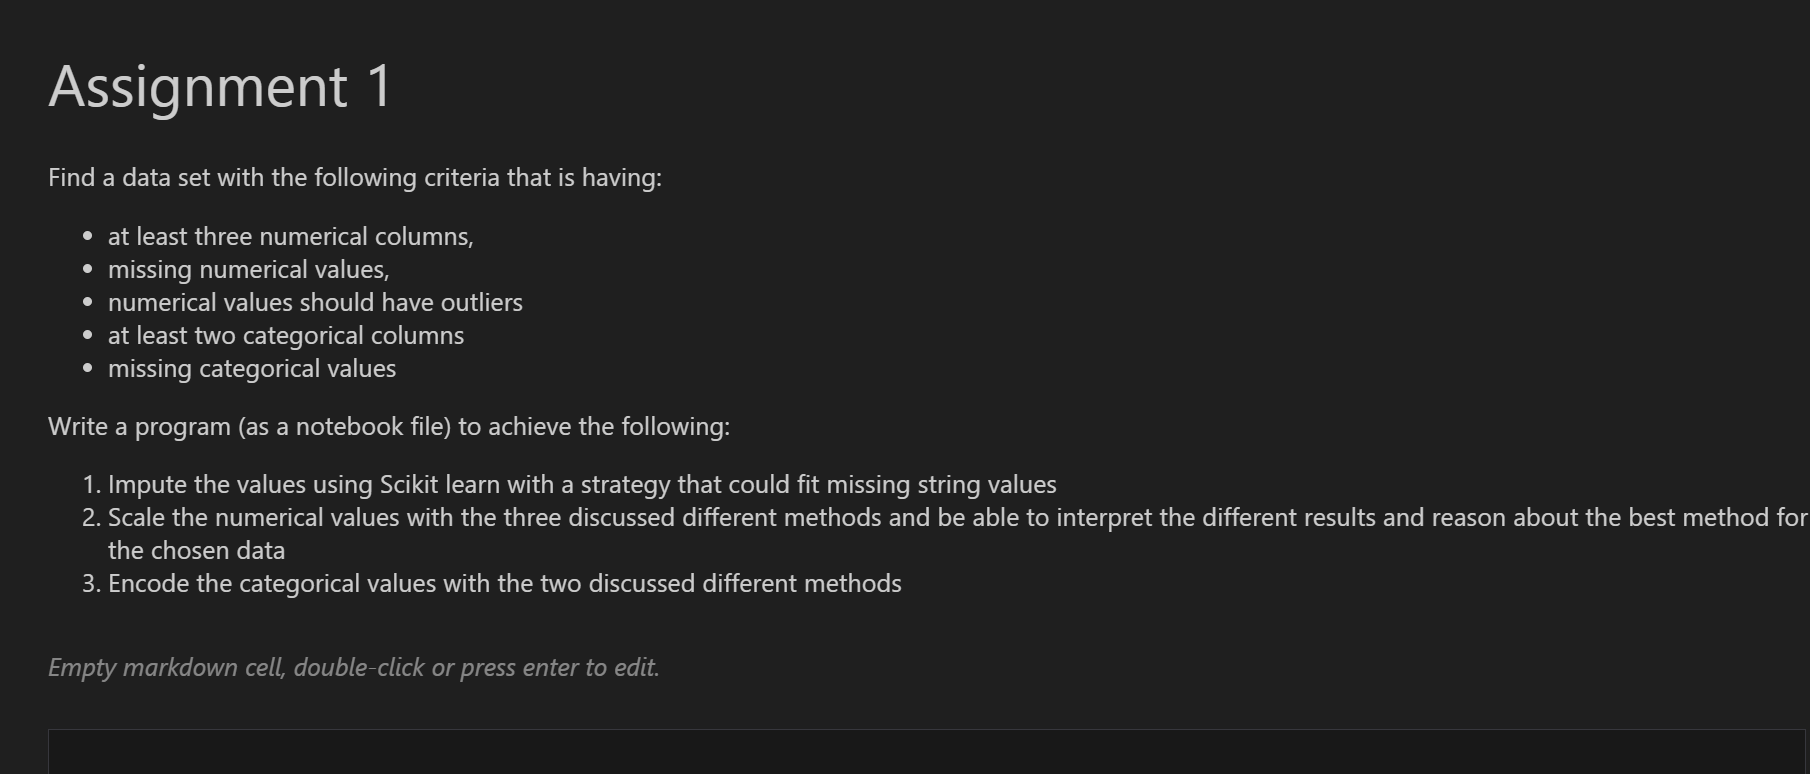 Assignment 1
Find a data set with the following criteria that is having:
• at least three numerical columns,
• missing numerical values,
• numerical values should have outliers
• at least two categorical columns
• missing categorical values
Write a program (as a notebook file) to achieve the following:
1. Impute the values using Scikit learn with a strategy that could fit missing string values
2. Scale the numerical values with the three discussed different methods and be able to interpret the different results and reason about the best method for
the chosen data
3. Encode the categorical values with the two discussed different methods
Empty markdown cell, double-click or press enter to edit.